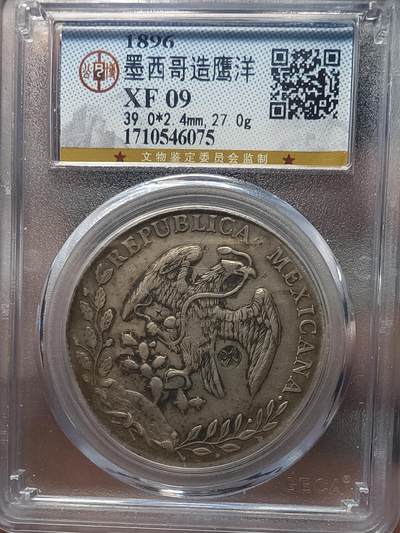 1896
墨西哥造鹰洋
XF 09
39.0*2.4mm,27.0g
1710546075
★ 文物鉴定委员会监制 ★
REPUBLICA MEXICANA
GBCA®